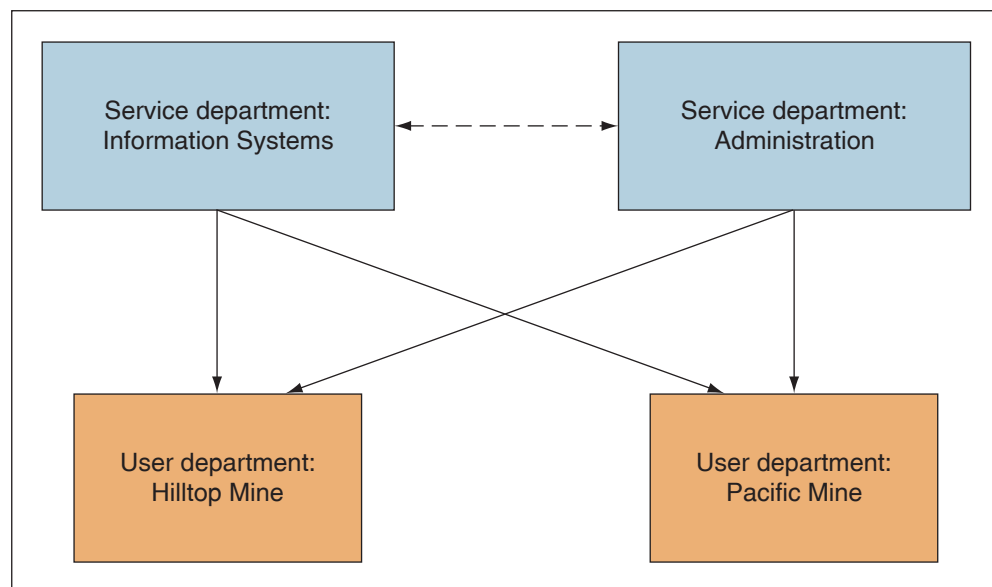 Service department:
Information Systems
Service department:
Administration
User department:
Hilltop Mine
User department:
Pacific Mine